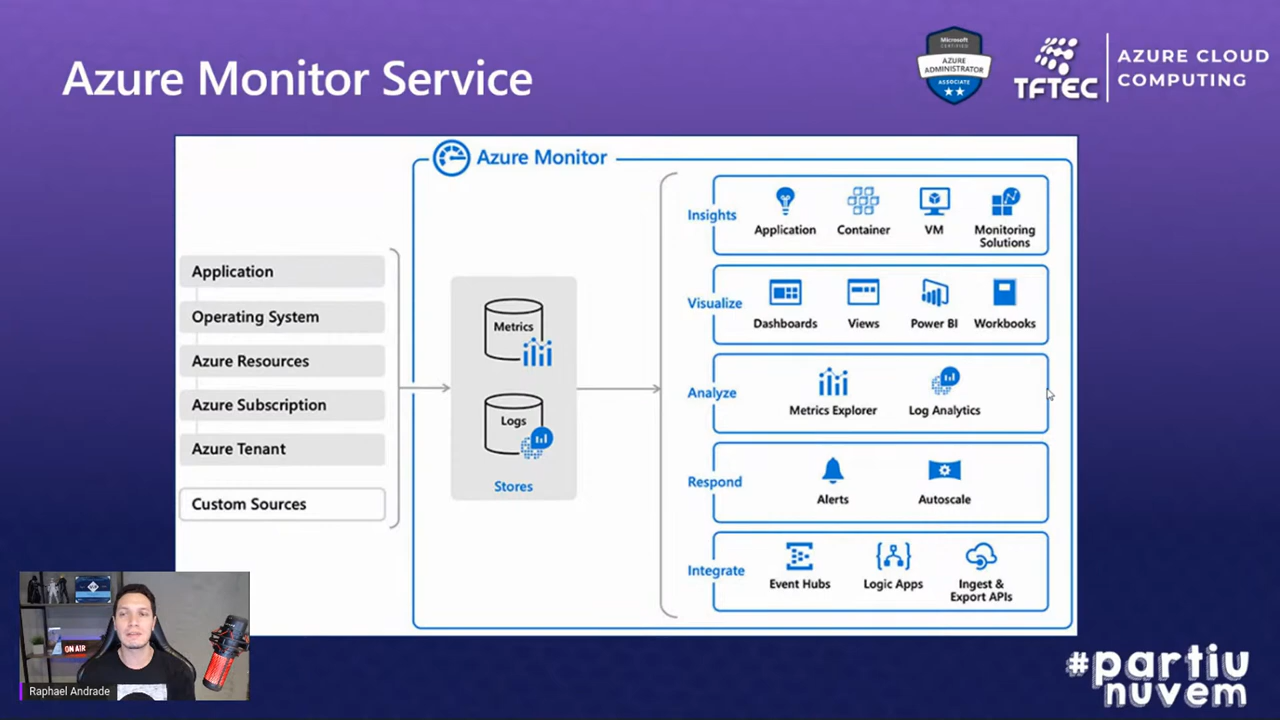 Azure Monitor Service
Microsoft
CERTIFIED
AZURE
ADMINISTRATOR
ASSOCIATE
TFTEC
AZURE CLOUD
COMPUTING
Azure Monitor
Application
Operating System
Azure Resources
Azure Subscription
Azure Tenant
Custom Sources
Metrics
Logs
Stores
Insights
Application
Container
VM
Monitoring
Solutions
Visualize
Dashboards
Views
Power BI
Workbooks
Analyze
Metrics Explorer
Log Analytics
Respond
Alerts
Autoscale
Integrate
Event Hubs
Logic Apps
Ingest &
Export APIs
ON AIR
Raphael Andrade
#partiu
nuvem